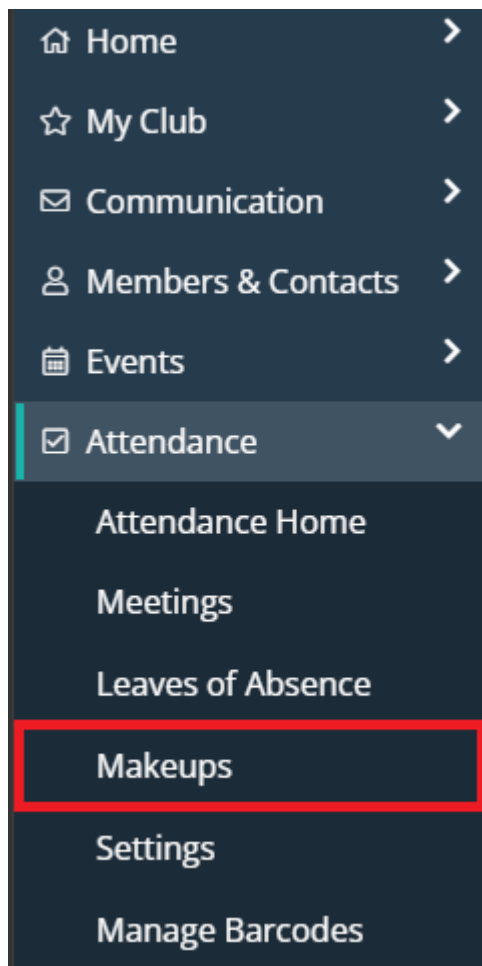 Home
My Club
Communication
Members & Contacts
Events
Attendance
Attendance Home
Meetings
Leaves of Absence
Makeups
Settings
Manage Barcodes